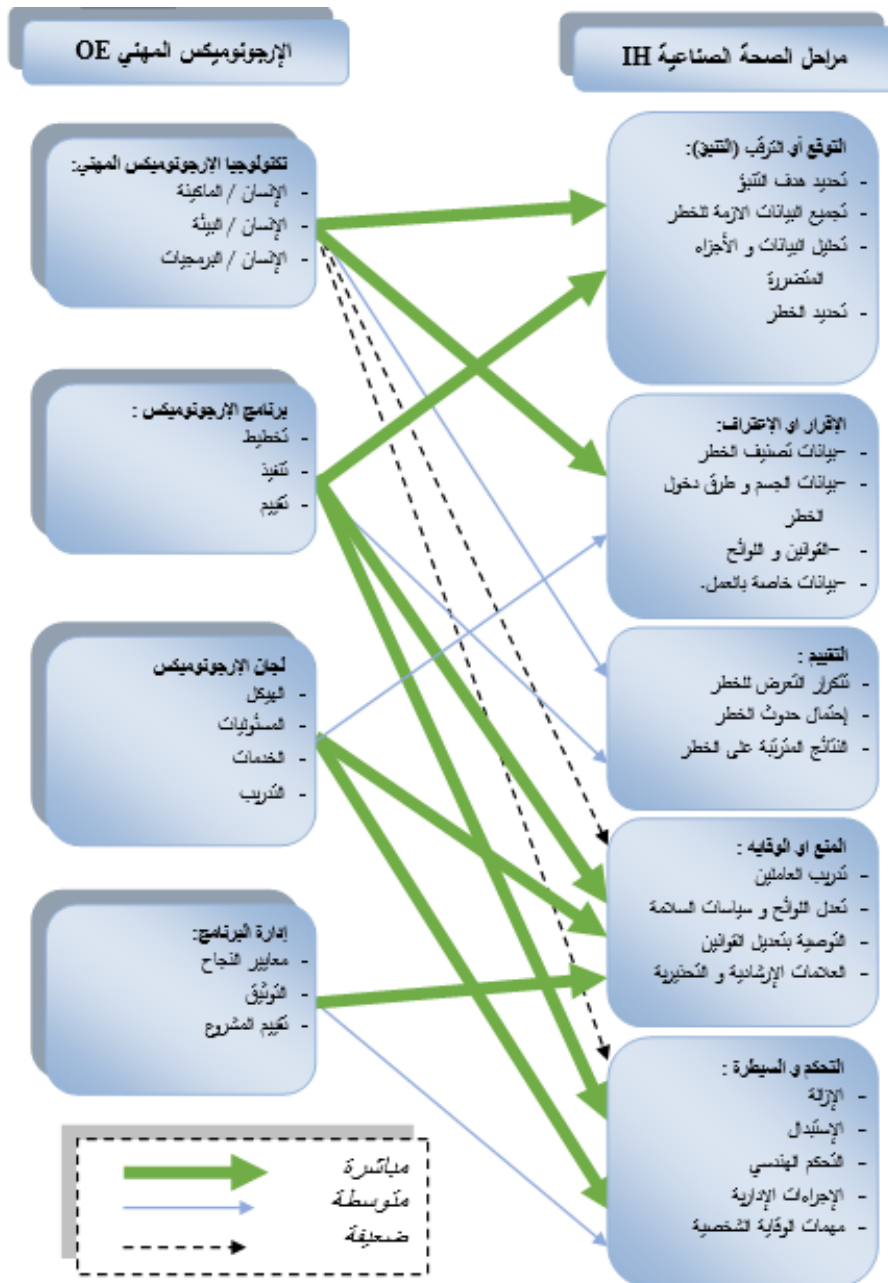 مراحل الصحة الصناعية IH
التوقع أو الترقب (التنبؤ):
- تحديد هدف التنبؤ
- تجميع البيانات الازمة للخطر
- تحليل البيانات و الأجزاء
المتضررة
- تحديد الخطر
الإقرار او الإعتراف:
- –بيانات تصنيف الخطر
- –بيانات الجسم و طرق دخول
الخطر
- –القوانين و اللوائح
- –بيانات خاصة بالعمل.
التقييم :
- تتكرار التعرض للخطر
- إحتمال حدوث الخطر
- النتائج المترتبة على الخطر
المنع او الوقايه :
- تدريب العاملين
- تعدل اللوائح و سياسات السلامة
- التوصية بتعديل القوانين
- العلامات الإرشادية و التحذيرية
التحكم و السيطرة :
- الإزالة
- الإستبدال
- التحكم الهندسي
- الإجراءات الإدارية
- مهمات الوقاية الشخصية
الإرجونوميكس المهني OE
تكنولوجيا الإرجونوميكس المهني:
- الإنسان / الماكينة
- الإنسان / البيئة
- الإنسان / البرمجيات
برنامج الإرجونوميكس :
- تخطيط
- تنفيذ
- تقييم
لجان الإرجونوميكس
- الهيكل
- المسئوليات
- الخدمات
- التدريب
إدارة البرنامج:
- معايير النجاح
- التوثيق
- تقييم المشروع
مباشرة
متوسطة
ضعيفة